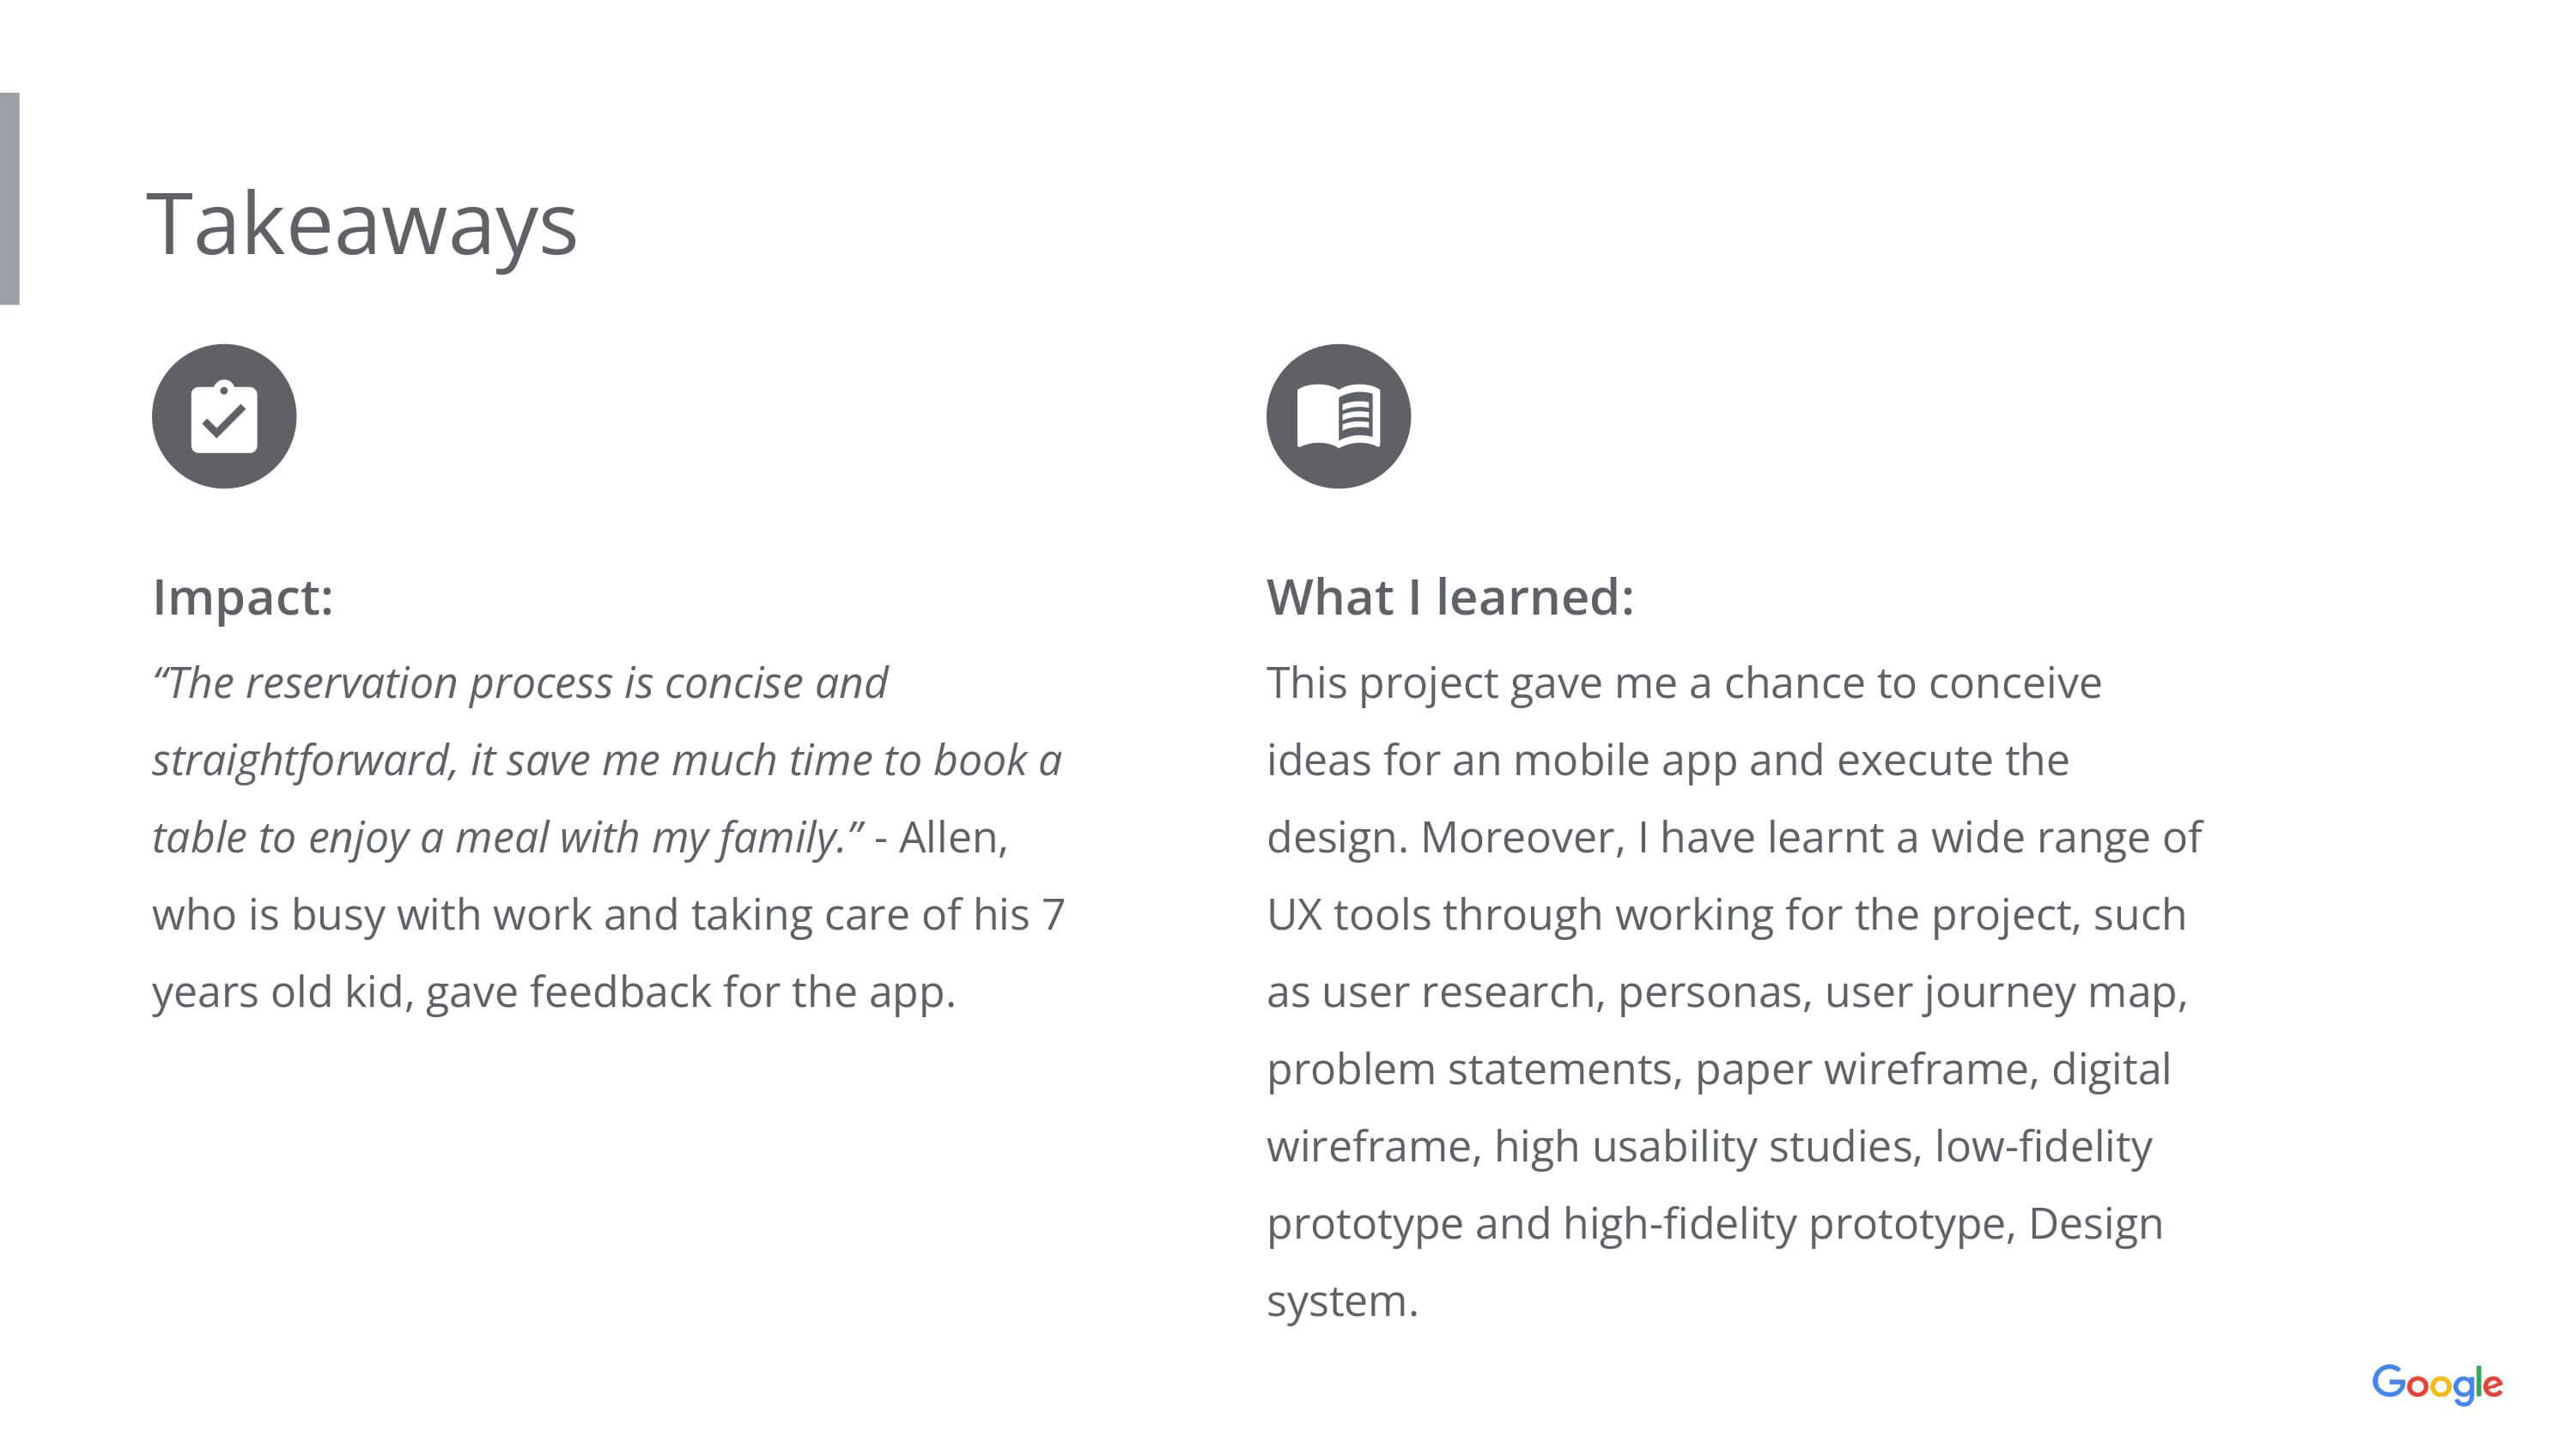 Takeaways
Impact:
“The reservation process is concise and
straightforward, it save me much time to book a
table to enjoy a meal with my family.” - Allen,
who is busy with work and taking care of his 7
years old kid, gave feedback for the app.
What I learned:
This project gave me a chance to conceive
ideas for an mobile app and execute the
design. Moreover, I have learnt a wide range of
UX tools through working for the project, such
as user research, personas, user journey map,
problem statements, paper wireframe, digital
wireframe, high usability studies, low-fidelity
prototype and high-fidelity prototype, Design
system.
Google